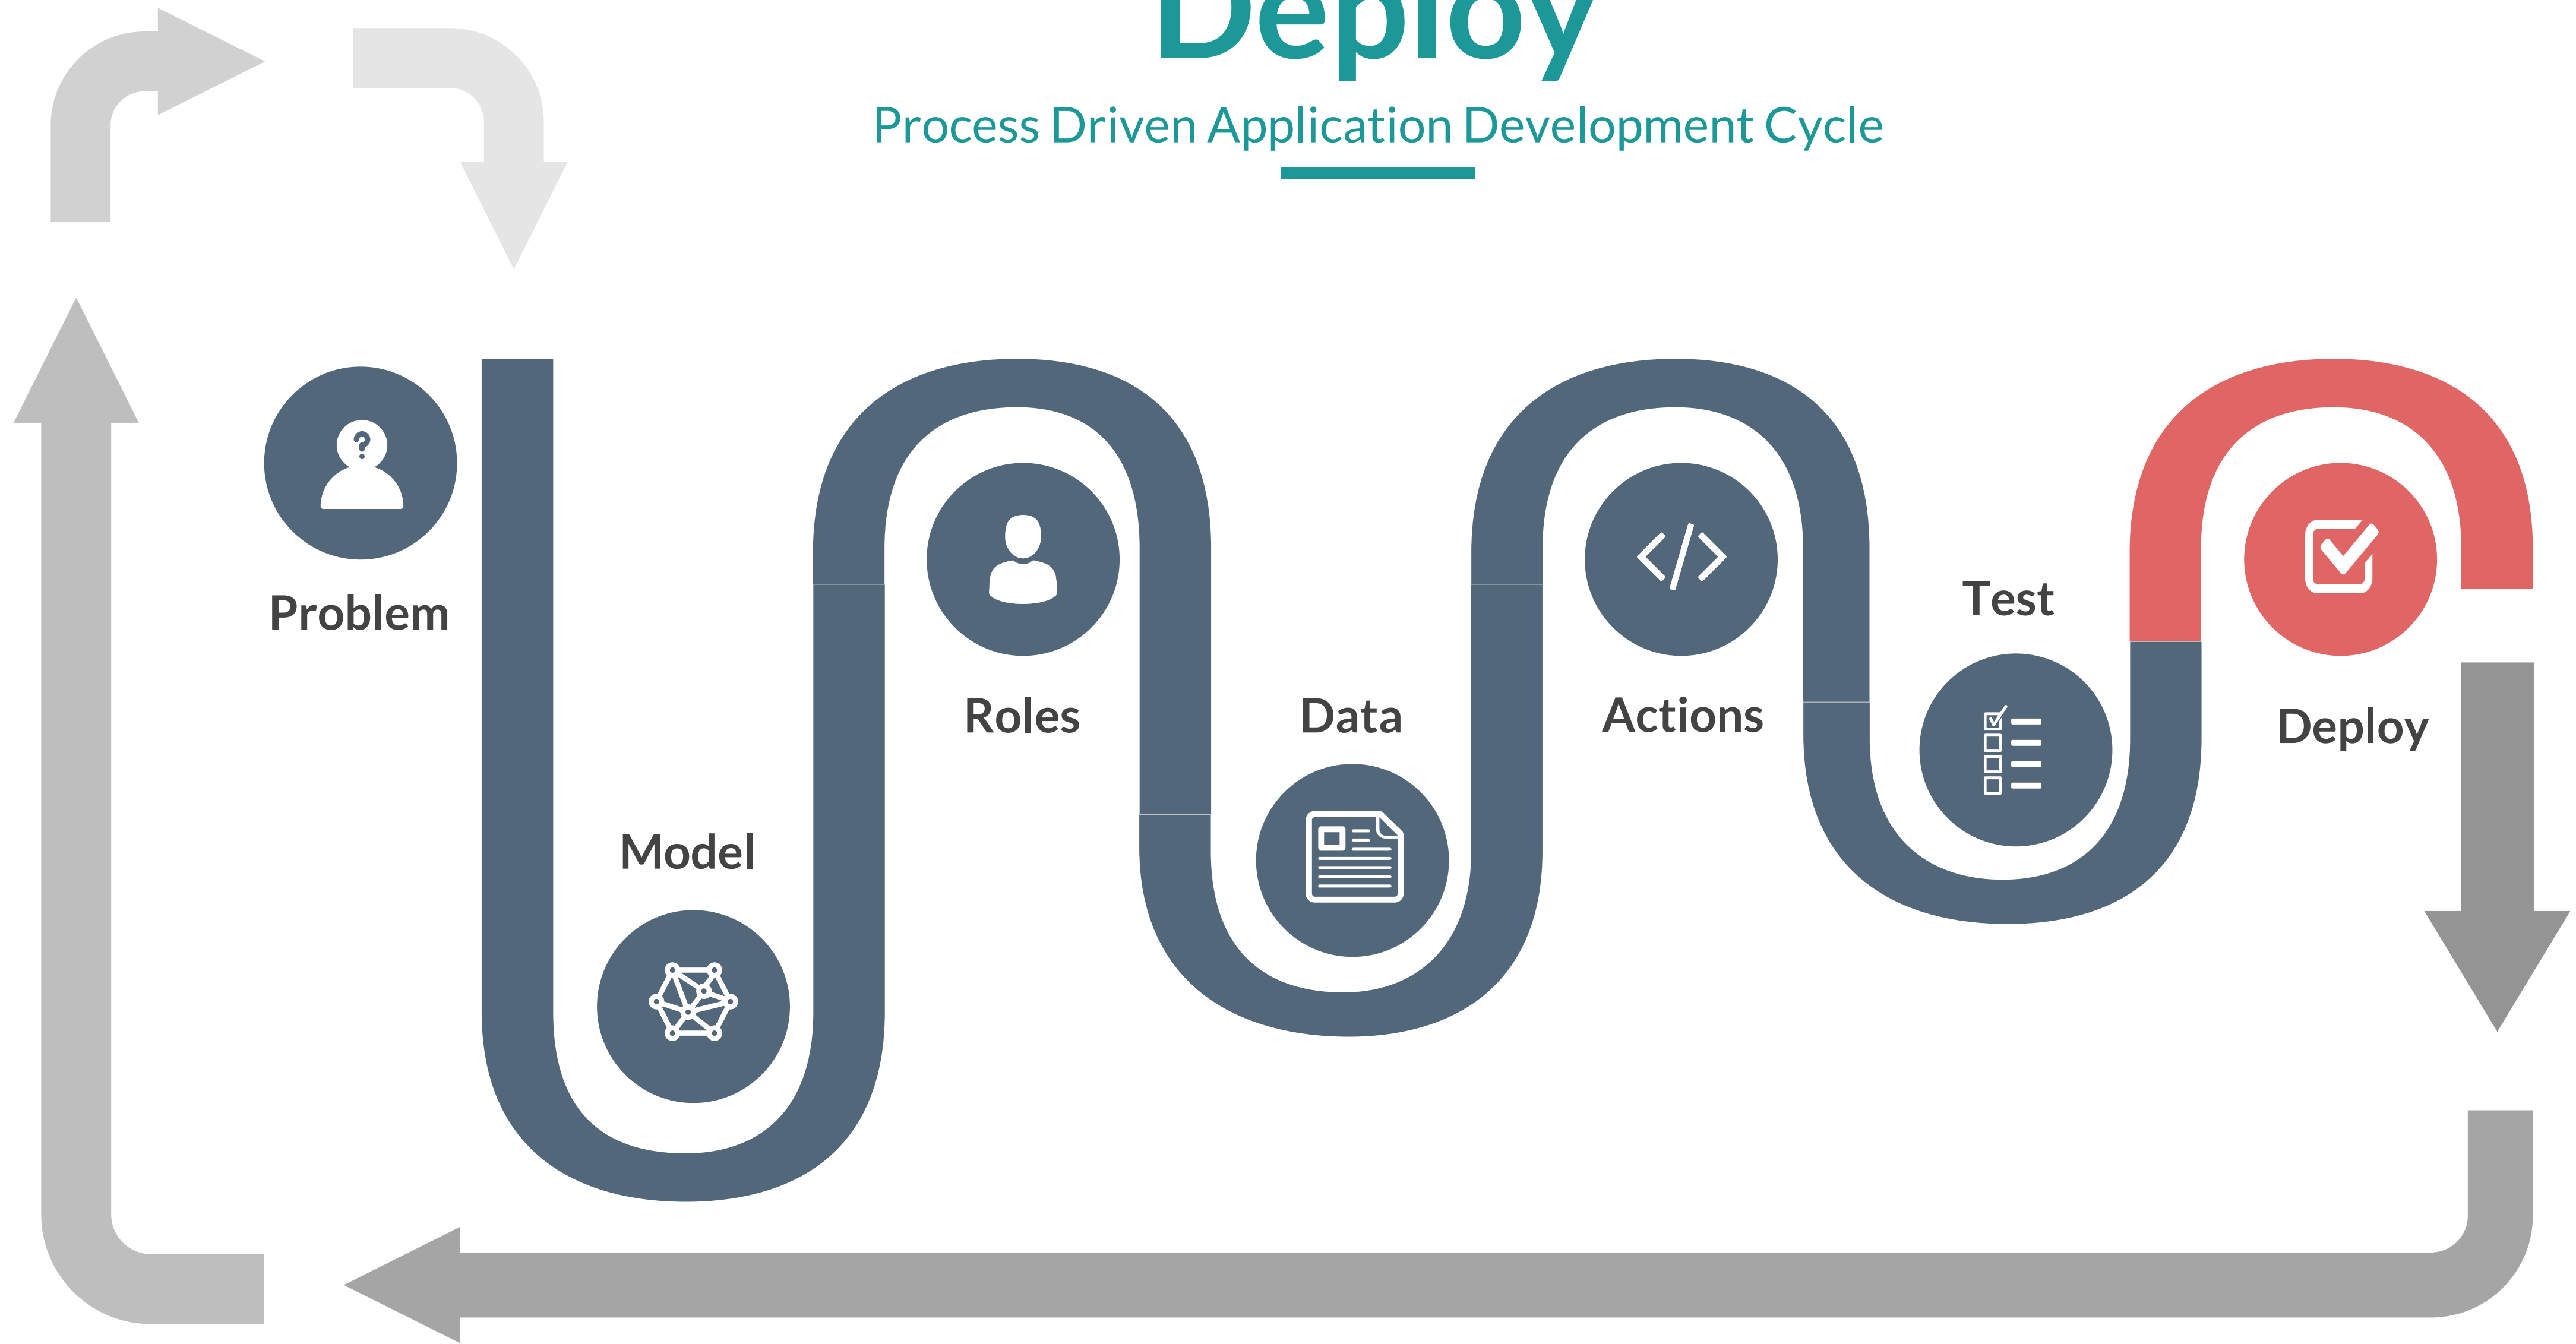 Deploy
Process Driven Application Development Cycle
Problem
Model
Roles
Data
Actions
Test
Deploy